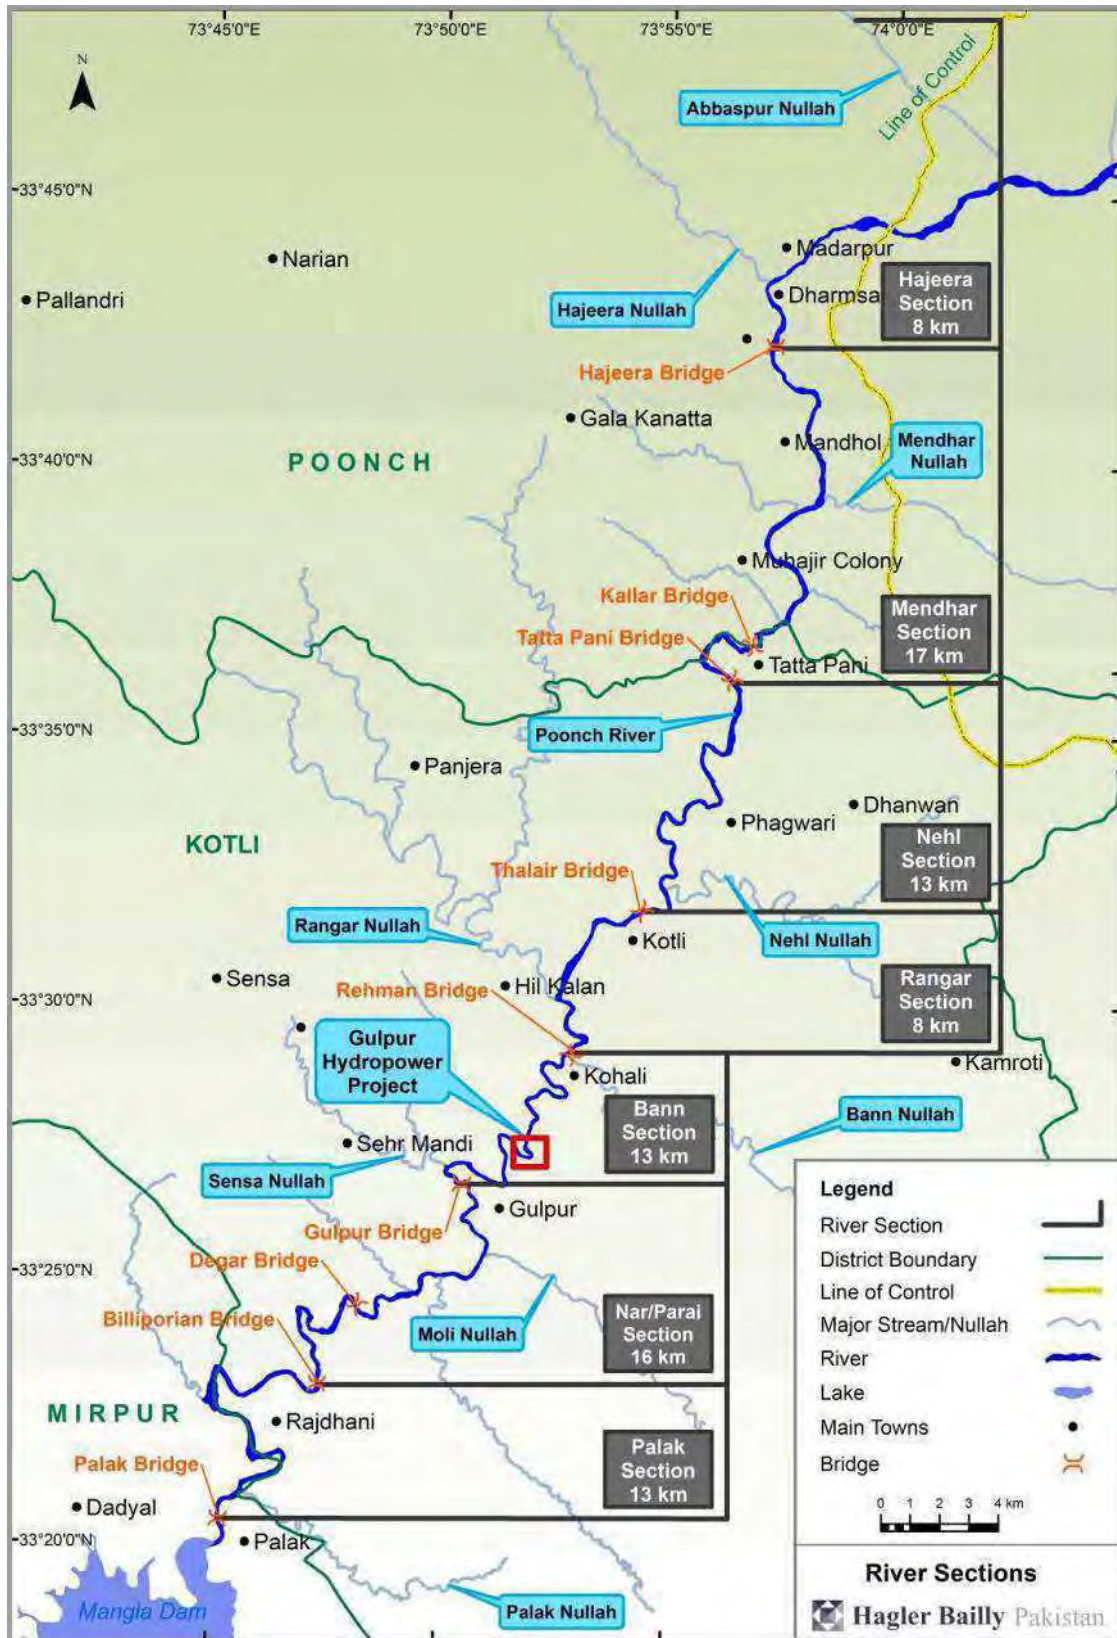 73°45'0"E
73°50'0"E
73°55'0"E
74°0'0"E
N
Line of Control
Abbaspur Nullah
33°45'0"N
Madarpur
Narian
Hajeera
Section
8 km
Pallandri
Dharmsa
Hajeera Nullah
Hajeera Bridge
Gala Kanatta
Mandhol
Mendhar
Nullah
33°40'0"N
POONCH
Muhajir Colony
Kallar Bridge
Mendhar
Section
17 km
Tatta Pani Bridge
Tatta Pani
33°35'0"N
Poonch River
Panjera
Dhanwan
Phagwari
KOTLI
Nehl
Section
13 km
Thalair Bridge
Rangar Nullah
Kotli
Nehl Nullah
Sensa
Hil Kalan
Rehman Bridge
Rangar
Section
8 km
33°30'0"N
Gulpur
Hydropower
Project
Kamroti
Kohali
Bann
Section
13 km
Bann Nullah
Sehr Mandi
Sensa Nullah
Gulpur
Gulpur Bridge
Degar Bridge
33°25'0"N
Billiporian Bridge
Moli Nullah
Nar/Parai
Section
16 km
MIRPUR
Rajdhani
Palak Bridge
Palak
Section
13 km
Dadyal
33°20'0"N
Palak
Mangla Dam
Palak Nullah
Legend
River Section
District Boundary
Line of Control
Major Stream/Nullah
River
Lake
Main Towns
Bridge
0 1 2 3 4 km
River Sections
Hagler Bailly Pakistan